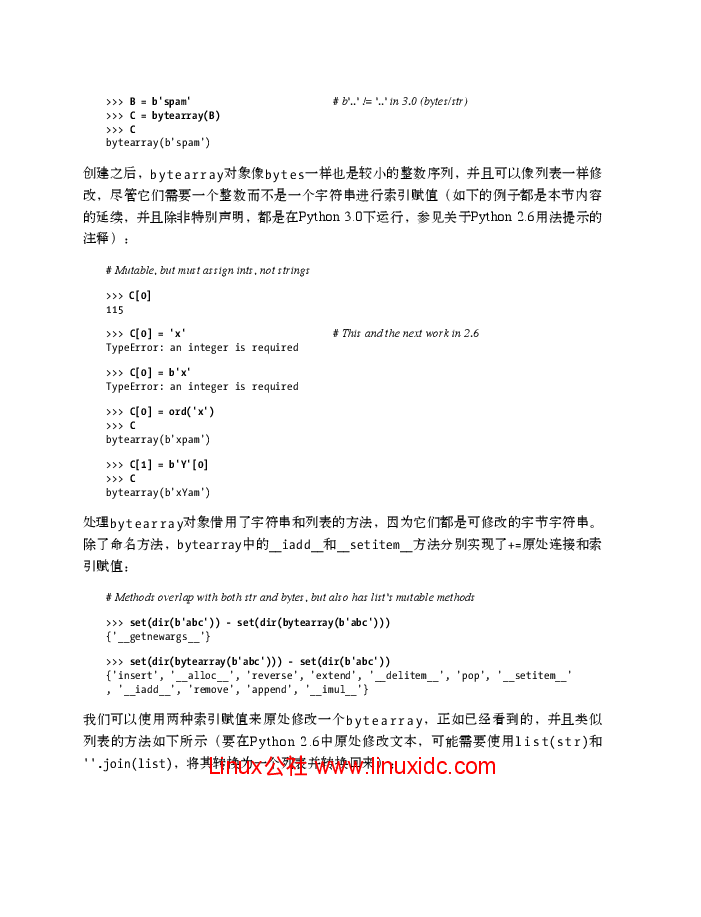 >>> B = b'spam' # b'..' != '..' in 3.0 (bytes/str)
>>> C = bytearray(B)
>>> C
bytearray(b'spam')
创建之后，bytearray对象像bytes一样也是较小的整数序列，并且可以像列表一样修
改，尽管它们需要一个整数而不是一个字符串进行索引赋值（如下的例子都是本节内容
的延续，并且除非特别声明，都是在Python 3.0下运行，参见关于Python 2.6用法提示的
注释）：
# Mutable, but must assign ints, not strings
>>> C[0]
115
>>> C[0] = 'x' # This and the next work in 2.6
TypeError: an integer is required
>>> C[0] = b'x'
TypeError: an integer is required
>>> C[0] = ord('x')
>>> C
bytearray(b'xpam')
>>> C[1] = b'Y'[0]
>>> C
bytearray(b'xYam')
处理bytearray对象借用了字符串和列表的方法，因为它们都是可修改的字节字符串。
除了命名方法，bytearray中的__iadd__和__setitem__方法分别实现了+=原处连接和索
引赋值：
# Methods overlap with both str and bytes, but also has list's mutable methods
>>> set(dir(b'abc')) - set(dir(bytearray(b'abc')))
{'__getnewargs__'}
>>> set(dir(bytearray(b'abc'))) - set(dir(b'abc'))
{'insert', '__alloc__', 'reverse', 'extend', '__delitem__', 'pop', '__setitem__'
, '__iadd__', 'remove', 'append', '__imul__'}
我们可以使用两种索引赋值来原处修改一个bytearray，正如已经看到的，并且类似
列表的方法如下所示（要在Python 2.6中原处修改文本，可能需要使用list(str)和
''.join(list)，将其转换为一个列表并转换回来）：
Linux公社 www.linuxidc.com